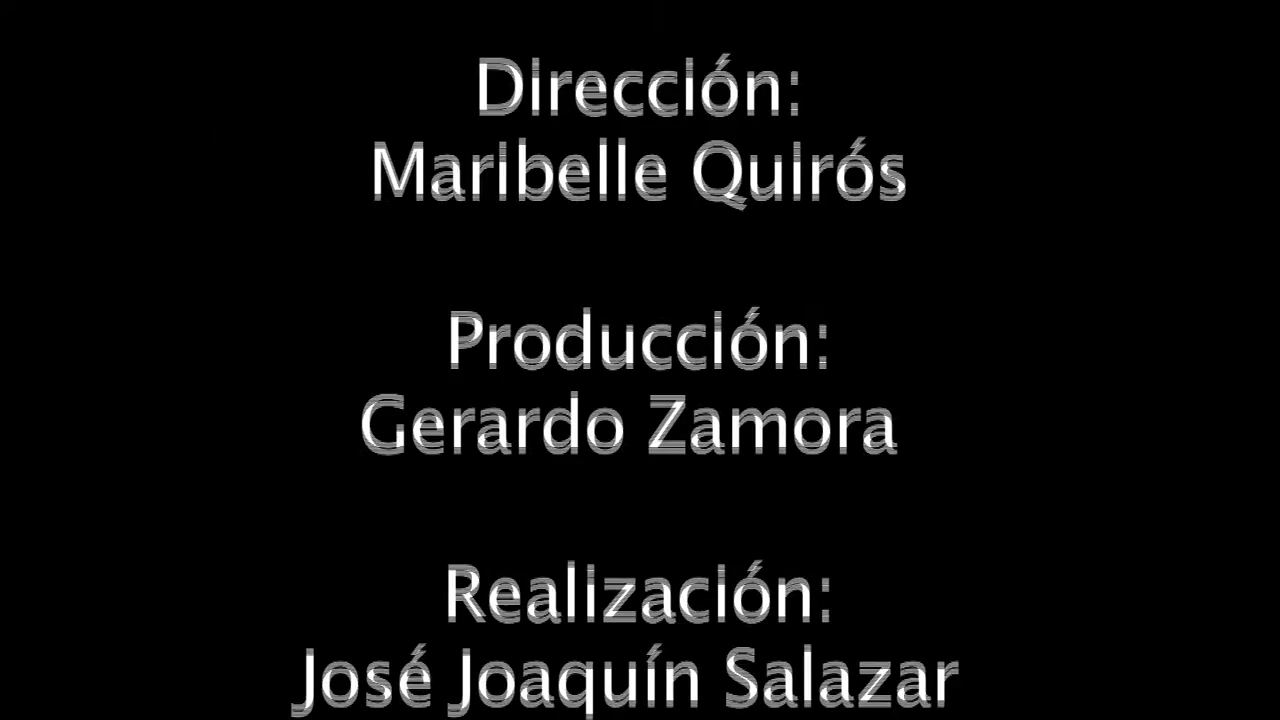 Dirección:
Maribelle Quirós
Producción:
Gerardo Zamora
Realización:
José Joaquín Salazar